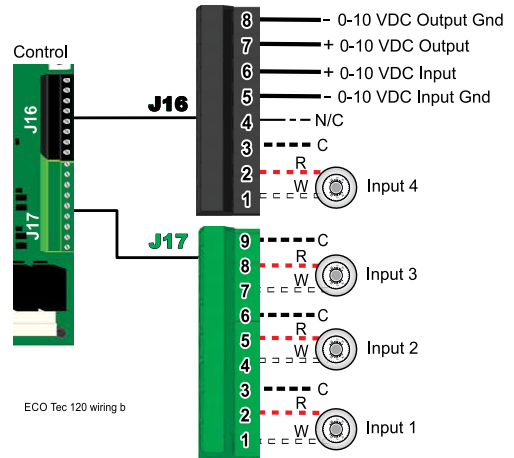 Control
J16
J17
J16
8 - 0-10 VDC Output Gnd
7 + 0-10 VDC Output
6 + 0-10 VDC Input
5 - 0-10 VDC Input Gnd
4 N/C
3 C
2 R
1 W Input 4
J17
9 C
8 R
7 W Input 3
6 C
5 R
4 W Input 2
3 C
2 R
1 W Input 1
ECO Tec 120 wiring b